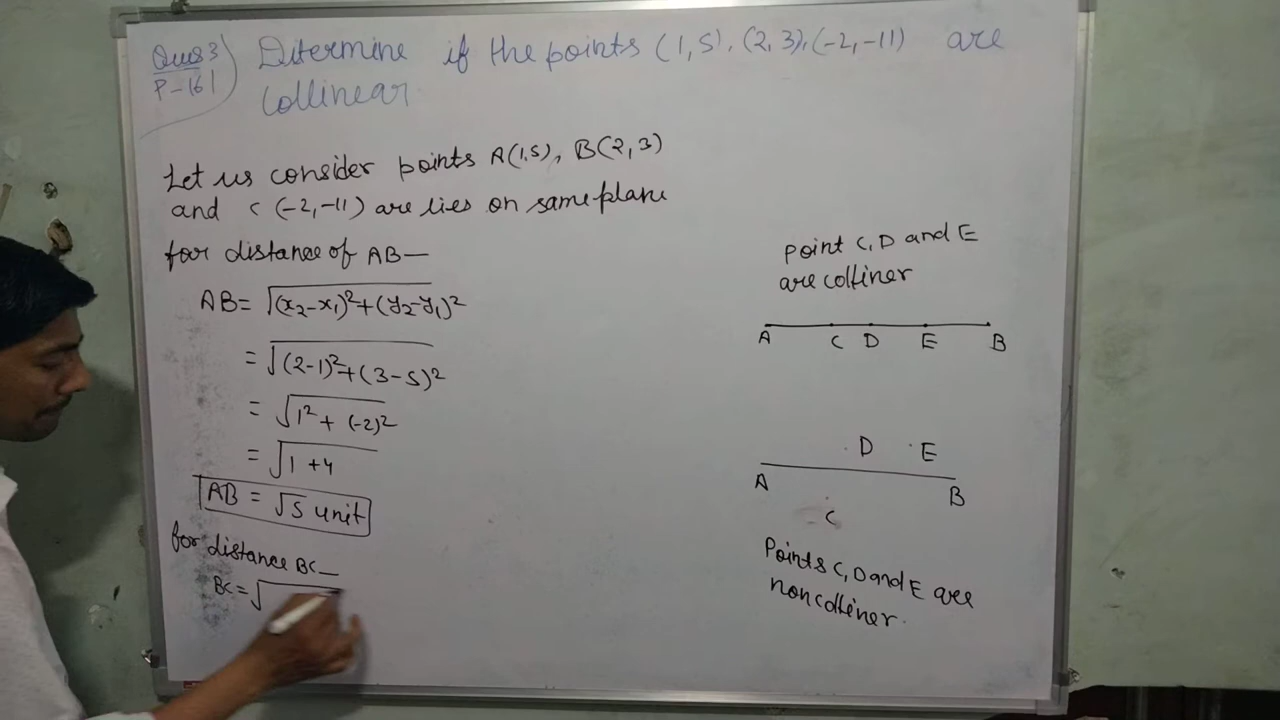 Ques 3
P-161
Ditermine if the points (1,5), (2,3), (-2,-11) are
collinear.
Let us consider points A(1,5), B(2,3)
and C (-2,-11) are lies on same plane
for distance of AB—
AB= √(x₂-x₁)²+(y₂-y₁)²
= √(2-1)²+(3-5)²
= √1²+(-2)²
= √1+4
AB = √5 unit
for distance BC—
BC=√
point C, D and E
are colliner
A C D E B
D E
A B
C
Points C, D and E are
noncolliner.